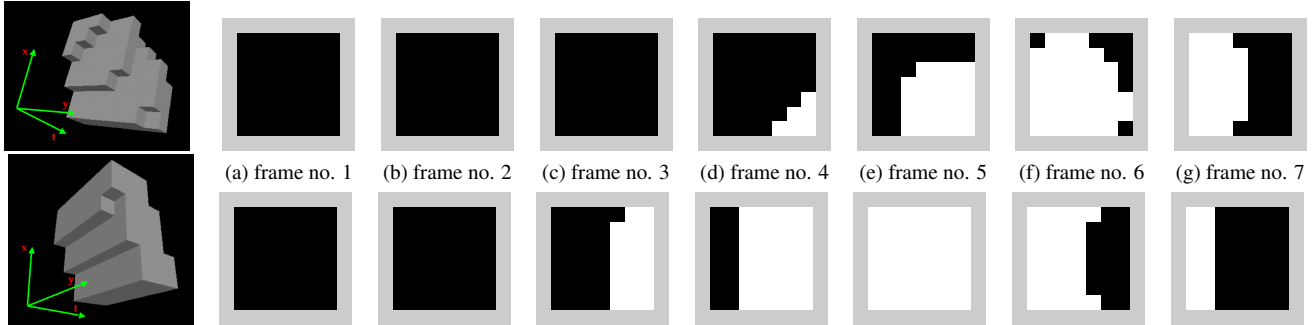 x
y
t
(a) frame no. 1
(b) frame no. 2
(c) frame no. 3
(d) frame no. 4
(e) frame no. 5
(f) frame no. 6
(g) frame no. 7
x
y
t